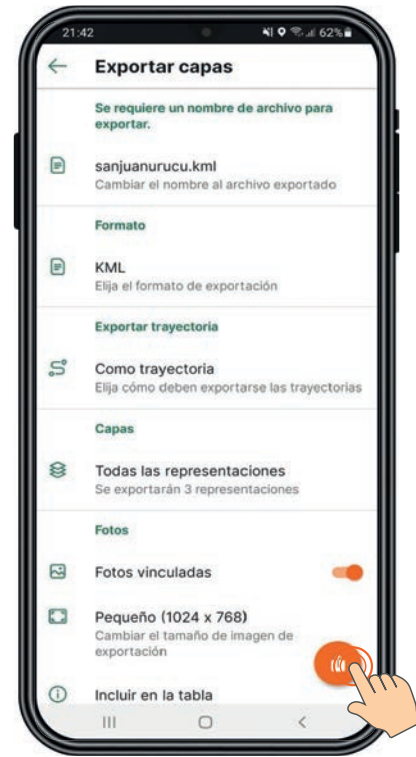 21:42
62%
Exportar capas
Se requiere un nombre de archivo para
exportar.
sanjuanurucu.kml
Cambiar el nombre al archivo exportado
Formato
KML
Elija el formato de exportación
Exportar trayectoria
Como trayectoria
Elija cómo deben exportarse las trayectorias
Capas
Todas las representaciones
Se exportarán 3 representaciones
Fotos
Fotos vinculadas
Pequeño (1024 x 768)
Cambiar el tamaño de imagen de
exportación
Incluir en la tabla